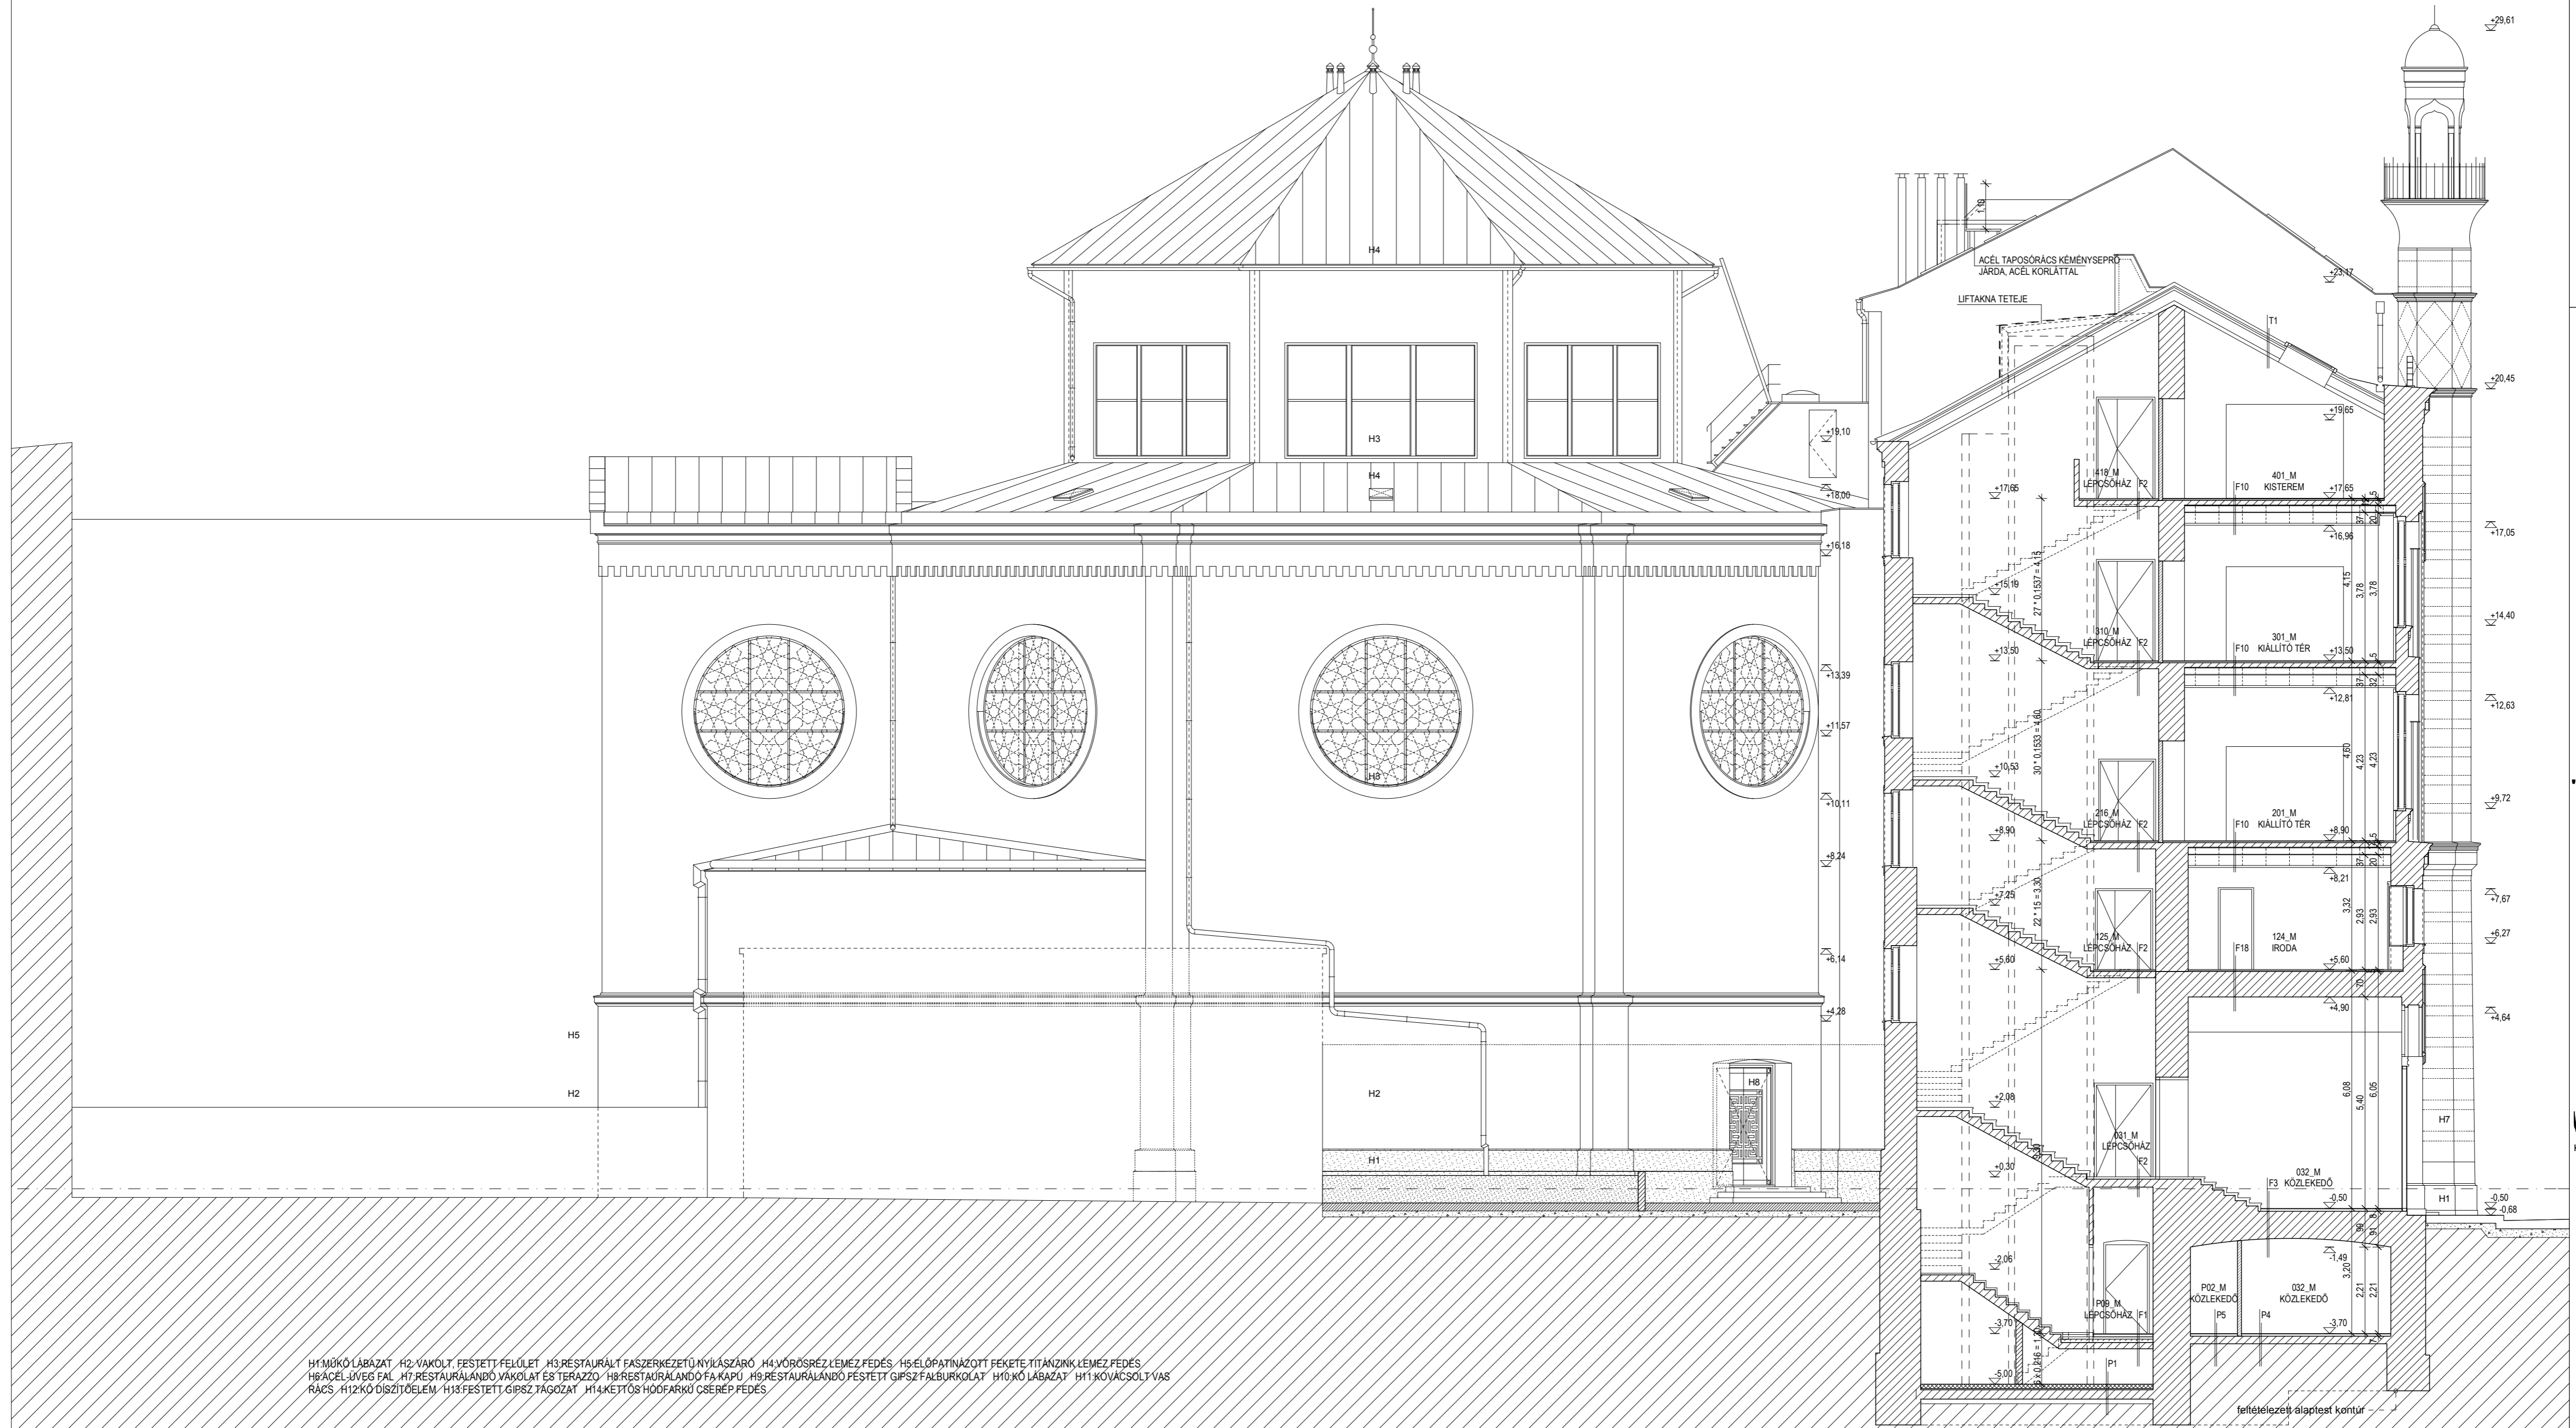 +29,61
H4
1,10
ACÉL TAPOSÓRÁCS KÉMÉNYSEPRŐ
JÁRDA, ACÉL KORLÁTTAL
+23,17
LIFTAKNA TETEJE
T1
+20,45
+19,65
H3
+19,10
H4
418_M
LÉPCSŐHÁZ F2
401_M
F10 KISTEREM
+18,00
+17,65
+17,65
37
20
+17,05
+16,96
+16,18
27 * 0,1537 = 4,15
4,15
3,78
3,78
+15,19
+14,40
310_M
LÉPCSŐHÁZ F2
301_M
F10 KIÁLLÍTÓ TÉR
+13,50
+13,50
+13,39
37
32
+12,81
+12,63
+11,57
30 * 0,1533 = 4,60
4,60
4,23
4,23
H3
+10,53
+10,11
+9,72
216_M
LÉPCSŐHÁZ F2
201_M
F10 KIÁLLÍTÓ TÉR
+8,90
+8,90
+8,24
37
20
+8,21
+7,67
+7,25
22 * 15 = 3,30
3,32
2,93
2,93
+6,27
125_M
LÉPCSŐHÁZ F2
124_M
F18 IRODA
+6,14
+5,60
+5,60
70
+4,90
+4,64
+4,28
H5
H2
H2
H8
+2,08
6,08
5,40
6,05
H7
031_M
LÉPCSŐHÁZ
F2
H1
+0,30
032_M
F3 KÖZLEKEDŐ
-0,50
H1
-0,50
-0,68
99
91
8
-1,49
-2,06
3,20
2,21
2,21
P09_M
LÉPCSŐHÁZ F1
P02_M
KÖZLEKEDŐ
032_M
KÖZLEKEDŐ
P5
P4
-3,70
-3,70
7
P1
-5,00
H1:MŰKŐ LÁBAZAT H2: VAKOLT, FESTETT FELÜLET H3:RESTAURÁLT FASZERKEZETŰ NYÍLÁSZÁRÓ H4:VÖRÖSRÉZ LEMEZ FEDÉS H5:ELŐPATINÁZOTT FEKETE TITÁNZINK LEMEZ FEDÉS
H6:ACÉL-ÜVEG FAL H7:RESTAURÁLANDÓ VAKOLAT ÉS TERAZZO H8:RESTAURÁLANDÓ FA KAPU H9:RESTAURÁLANDÓ FESTETT GIPSZ FALBURKOLAT H10:KŐ LÁBAZAT H11:KOVÁCSOLT VAS
RÁCS H12:KŐ DÍSZÍTŐELEM H13:FESTETT GIPSZ TAGOZAT H14:KETTŐS HÓDFARKÚ CSERÉP FEDÉS
feltételezett alaptest kontúr